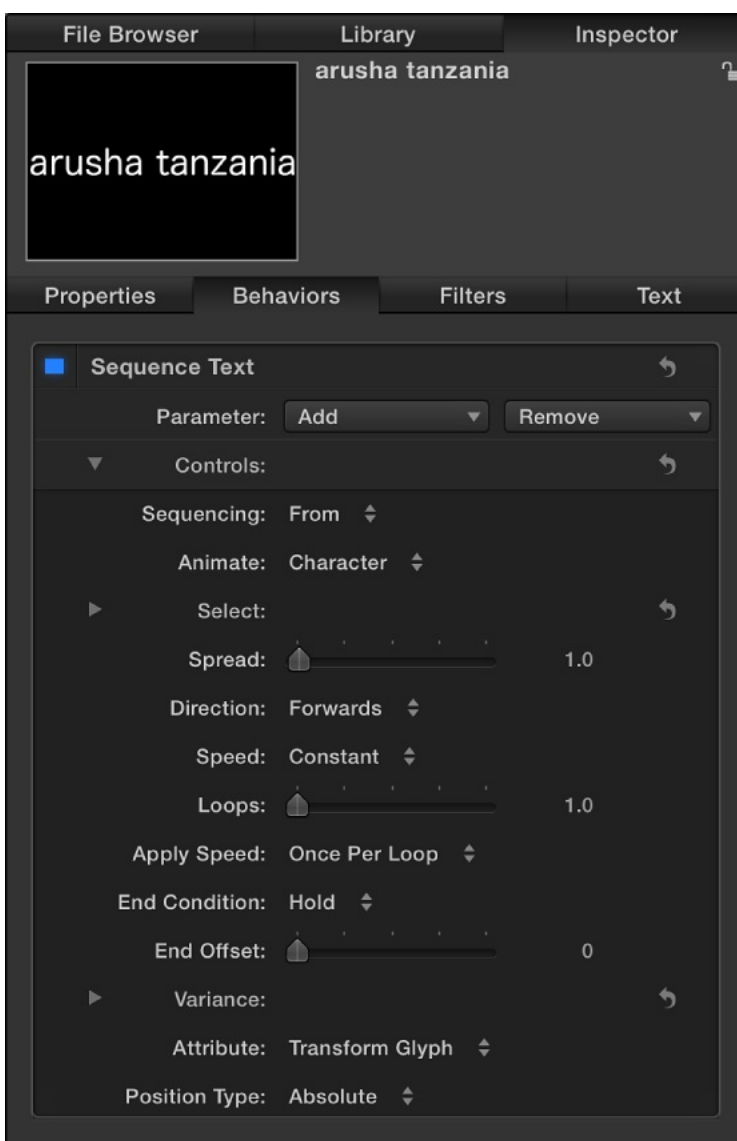 File Browser Library Inspector
arusha tanzania
arusha tanzania
Properties Behaviors Filters Text
Sequence Text
Parameter: Add Remove
Controls:
Sequencing: From
Animate: Character
Select:
Spread: 1.0
Direction: Forwards
Speed: Constant
Loops: 1.0
Apply Speed: Once Per Loop
End Condition: Hold
End Offset: 0
Variance:
Attribute: Transform Glyph
Position Type: Absolute